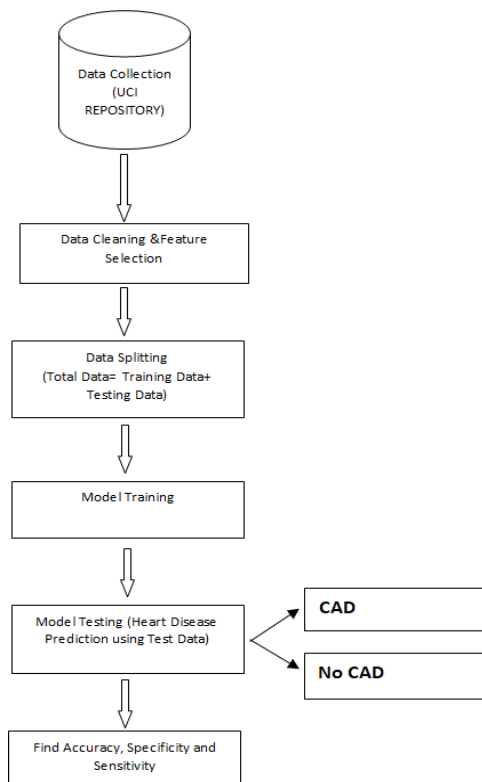 Data Collection
(UCI
REPOSITORY)
Data Cleaning &Feature
Selection
Data Splitting
(Total Data= Training Data+
Testing Data)
Model Training
Model Testing (Heart Disease
Prediction using Test Data)
CAD
No CAD
Find Accuracy, Specificity and
Sensitivity